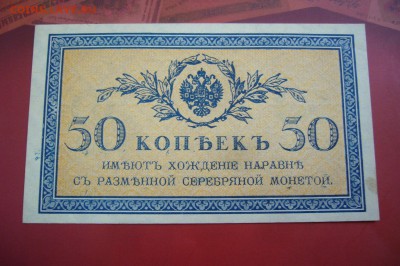 50 КОПѢЕКЪ 50
ИМѢЮТЪ ХОЖДЕНІЕ НАРАВНѢ
СЪ РАЗМѢННОЙ СЕРЕБРЯНОЙ МОНЕТОЙ.